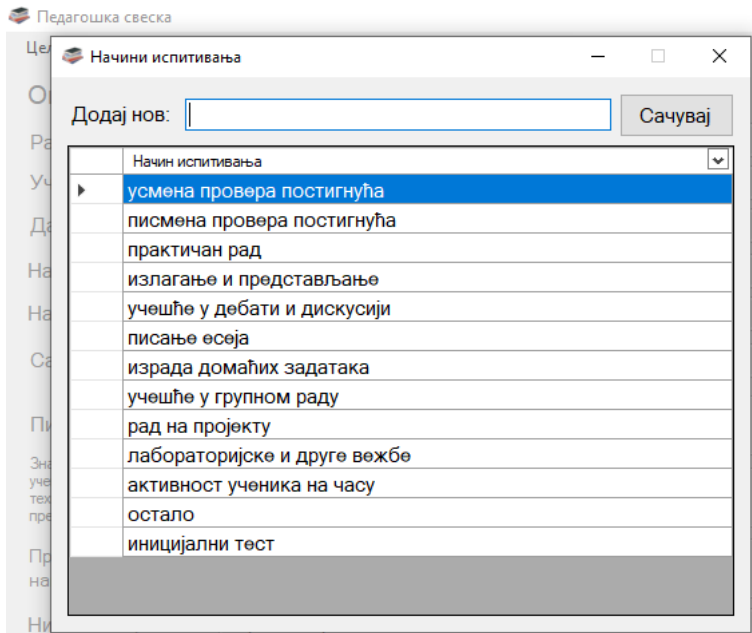 Педагошка свеска
Начини испитивања
Додај нов:
Сачувај
Начин испитивања
усмена провера постигнућа
писмена провера постигнућа
практичан рад
излагање и представљање
учешће у дебати и дискусији
писање есеја
израда домаћих задатака
учешће у групном раду
рад на пројекту
лабораторијске и друге вежбе
активност ученика на часу
остало
иницијални тест